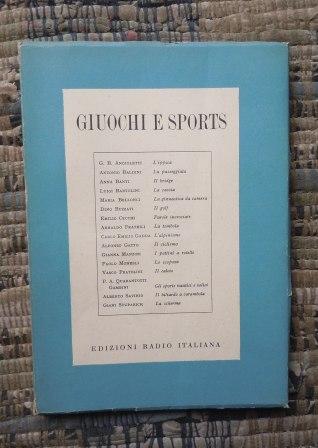 GIUOCHI E SPORTS
G. B. ANGIOLETTI L'ippica
ANTONIO BALDINI La passeggiata
ANNA BANTI Il bridge
LUIGI BARTOLINI La caccia
MARIA BELLONCI La ginnastica da camera
DINO BUZZATI Il golf
EMILIO CECCHI Parole incrociate
ARNALDO FRATEILI La tombola
CARLO EMILIO GADDA L'alpinismo
ALFONSO GATTO Il ciclismo
GIANNA MANZINI I pattini a rotelle
PAOLO MONELLI Lo scopone
VASCO PRATOLINI Il calcio
P. A. QUARANTOTTI
GAMBINI Gli sports nautici e velici
ALBERTO SAVINIO Il biliardo a carambola
GIANI STUPARICH La scherma
EDIZIONI RADIO ITALIANA